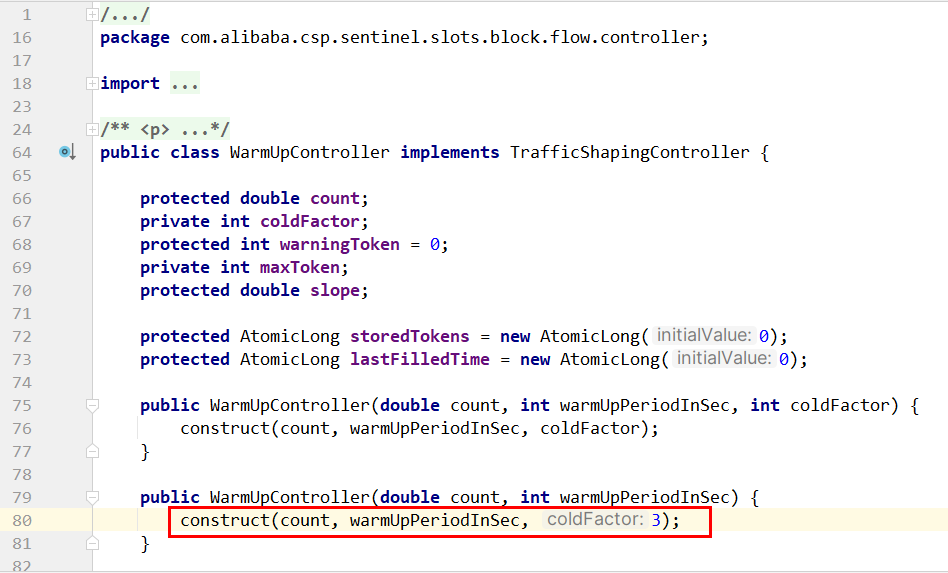 1 /.../
16 package com.alibaba.csp.sentinel.slots.block.flow.controller;
17
18 import ...
23
24 /** <p> ...*/
64 public class WarmUpController implements TrafficShapingController {
65
66 protected double count;
67 private int coldFactor;
68 protected int warningToken = 0;
69 private int maxToken;
70 protected double slope;
71
72 protected AtomicLong storedTokens = new AtomicLong( initialValue: 0);
73 protected AtomicLong lastFilledTime = new AtomicLong( initialValue: 0);
74
75 public WarmUpController(double count, int warmUpPeriodInSec, int coldFactor) {
76 construct(count, warmUpPeriodInSec, coldFactor);
77 }
78
79 public WarmUpController(double count, int warmUpPeriodInSec) {
80 construct(count, warmUpPeriodInSec, coldFactor: 3);
81 }
82